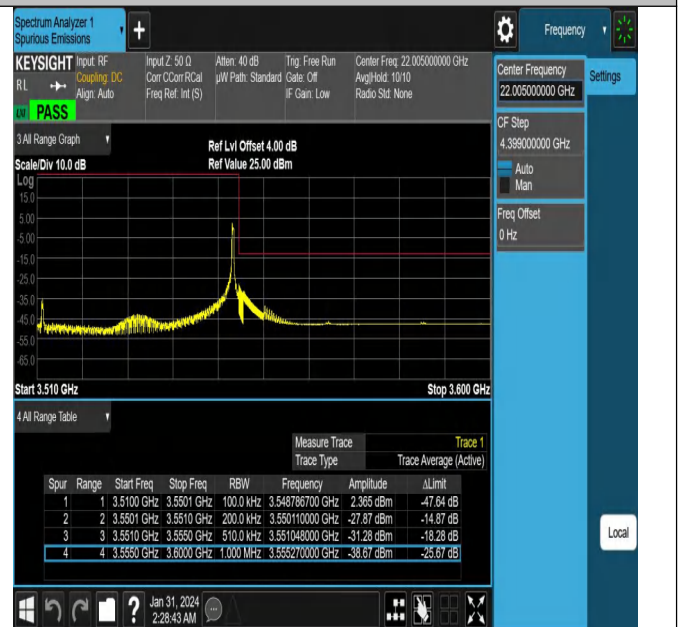 Spectrum Analyzer 1
Spurious Emissions
+
Frequency
KEYSIGHT Input: RF Input Z: 50 Ω Atten: 40 dB Trig: Free Run Center Freq: 22.005000000 GHz
RL Coupling: DC Corr CCorr RCal µW Path: Standard Gate: Off Avg|Hold: 10/10
Align: Auto Freq Ref: Int (S) IF Gain: Low Radio Std: None
PASS
Center Frequency
22.005000000 GHz
Settings
CF Step
4.399000000 GHz
Auto
Man
Freq Offset
0 Hz
3 All Range Graph
Ref Lvl Offset 4.00 dB
Scale/Div 10.0 dB Ref Value 25.00 dBm
Log
15.0
5.00
-5.00
-15.0
-25.0
-35.0
-45.0
-55.0
-65.0
Start 3.510 GHz Stop 3.600 GHz
4 All Range Table
Measure Trace Trace 1
Trace Type Trace Average (Active)
Spur Range Start Freq Stop Freq RBW Frequency Amplitude ΔLimit
1 1 3.5100 GHz 3.5501 GHz 100.0 kHz 3.548786700 GHz 2.365 dBm -47.64 dB
2 2 3.5501 GHz 3.5510 GHz 200.0 kHz 3.550110000 GHz -27.87 dBm -14.87 dB
3 3 3.5510 GHz 3.5550 GHz 510.0 kHz 3.551048000 GHz -31.28 dBm -18.28 dB
4 4 3.5550 GHz 3.6000 GHz 1.000 MHz 3.555270000 GHz -38.67 dBm -25.67 dB
Local
? Jan 31, 2024
2:28:43 AM